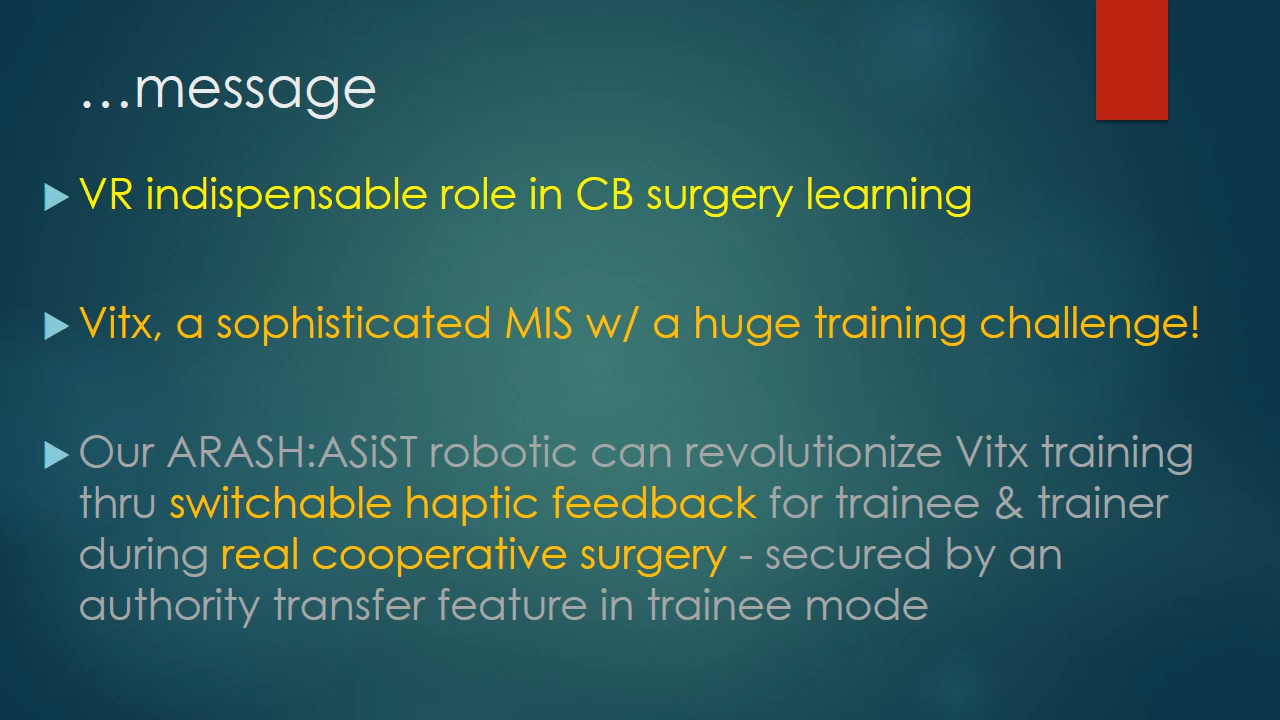 …message
VR indispensable role in CB surgery learning
Vitx, a sophisticated MIS w/ a huge training challenge!
Our ARASH:ASiST robotic can revolutionize Vitx training
thru switchable haptic feedback for trainee & trainer
during real cooperative surgery - secured by an
authority transfer feature in trainee mode